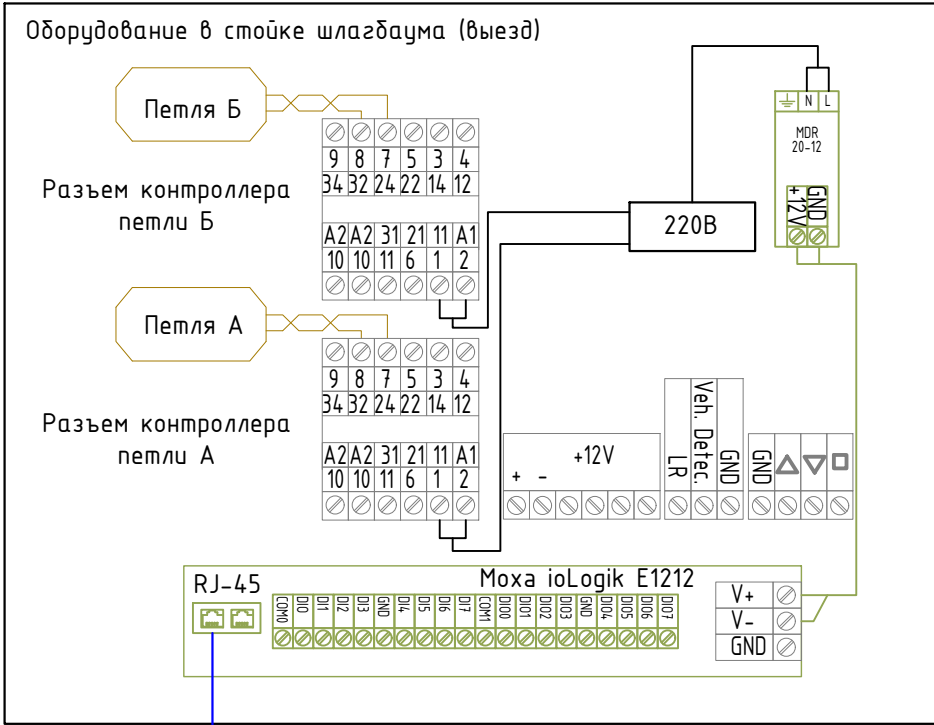 Оборудование в стойке шлагбаума (выезд)
Петля Б
Разъем контроллера
петли Б
9 8 7 5 3 4
34 32 24 22 14 12
A2 A2 31 21 11 A1
10 10 11 6 1 2
220В
N L
MDR
20-12
+12V
GND
Петля А
Разъем контроллера
петли А
9 8 7 5 3 4
34 32 24 22 14 12
A2 A2 31 21 11 A1
10 10 11 6 1 2
+12V
+ -
LR
Veh. Detec.
GND
GND
Moxa ioLogik E1212
RJ-45
COM0 DI0 DI1 DI2 DI3 GND DI4 DI5 DI6 DI7 COM1 DIO0 DIO1 DIO2 DIO3 GND DIO4 DIO5 DIO6 DIO7
V+
V-
GND